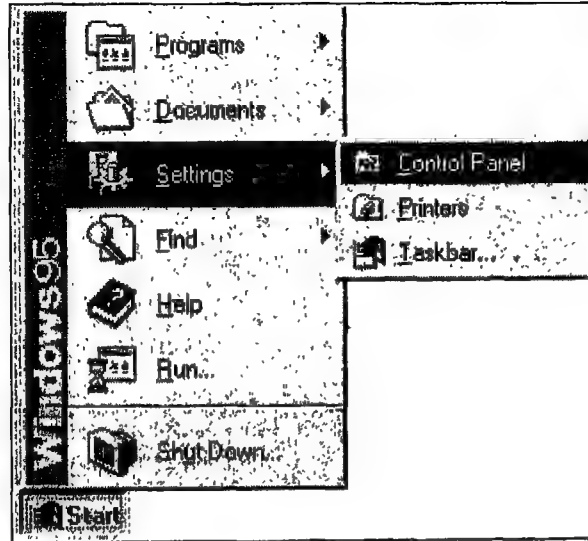 Programs
Documents
Settings
Control Panel
Find
Printers
Taskbar...
Help
Run...
Shut Down...
Windows95
Start